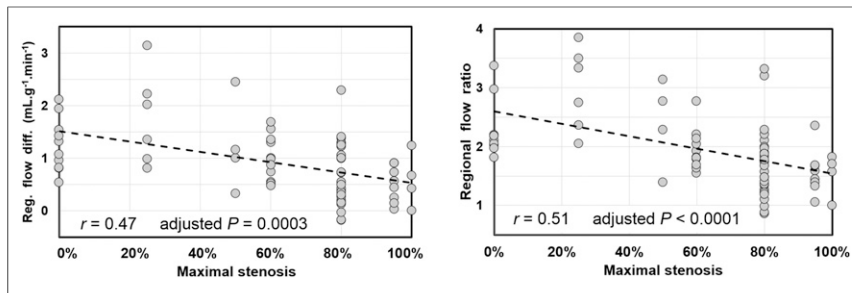 Reg. flow diff. (mL.g⁻¹.min⁻¹)
3
2
1
0
r = 0.47 adjusted P = 0.0003
0% 20% 40% 60% 80% 100%
Maximal stenosis
Regional flow ratio
4
3
2
1
r = 0.51 adjusted P < 0.0001
0% 20% 40% 60% 80% 100%
Maximal stenosis